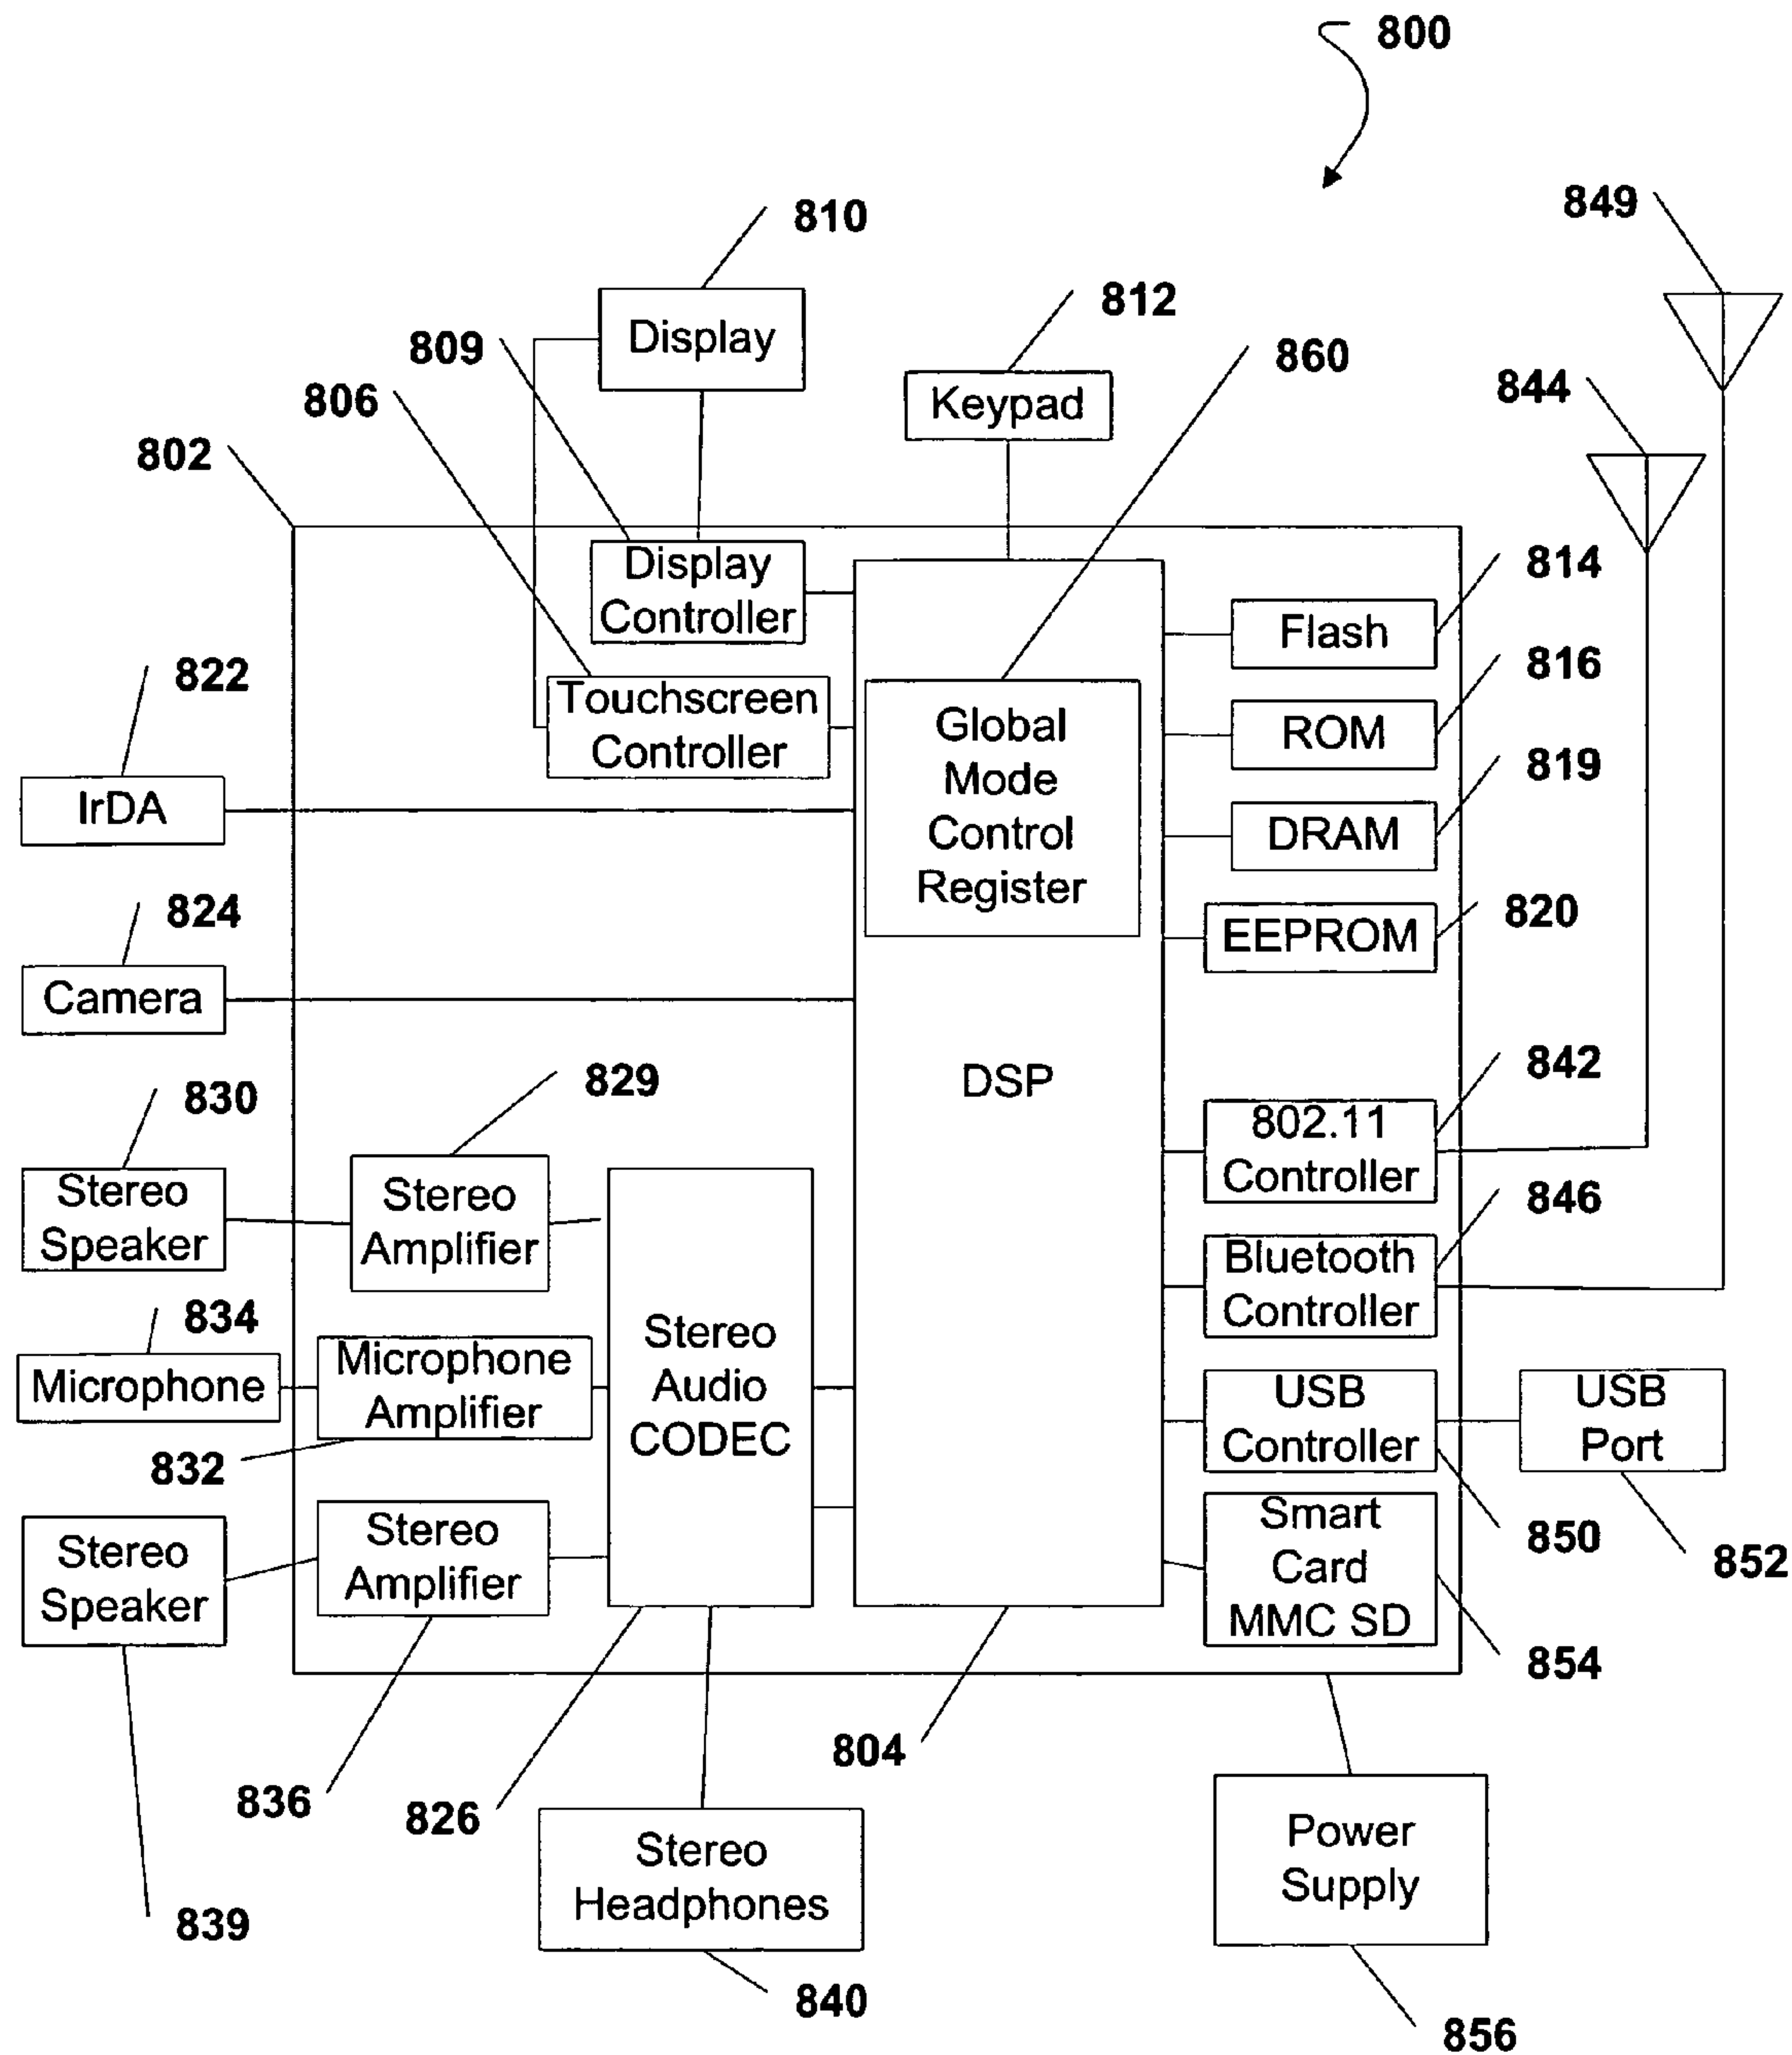 800
849
810
812
809
Display
860
844
806
Keypad
802
814
Display
Controller
Flash
822
816
Touchscreen
Controller
Global
Mode
Control
Register
ROM
819
IrDA
DRAM
824
820
EEPROM
Camera
842
829
DSP
830
802.11
Controller
Stereo
Speaker
Stereo
Amplifier
846
Bluetooth
Controller
834
Stereo
Audio
CODEC
Microphone
Microphone
Amplifier
USB
Controller
USB
Port
832
Stereo
Speaker
Stereo
Amplifier
Smart
Card
MMC SD
850
852
854
804
836
826
Power
Supply
Stereo
Headphones
839
840
856